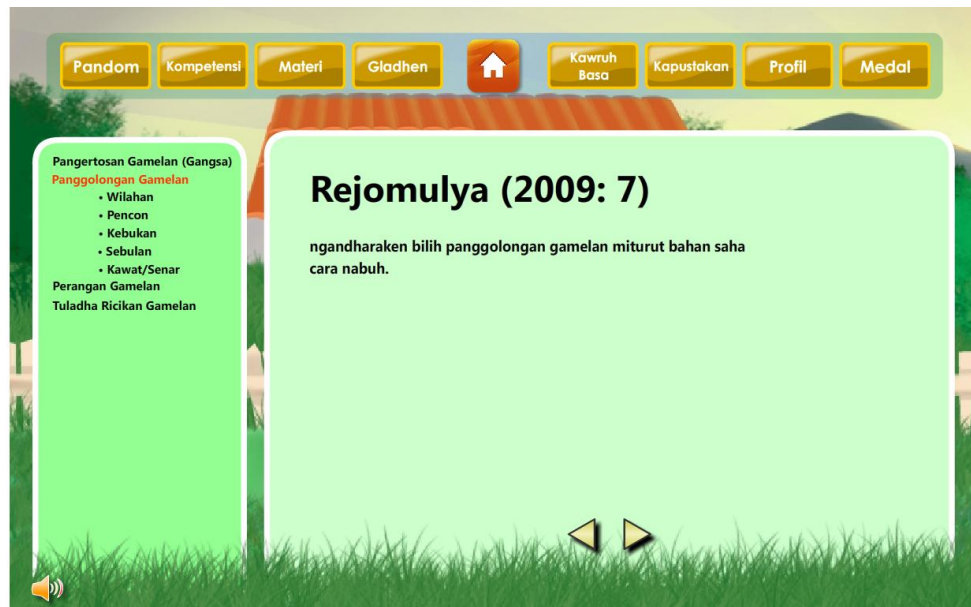 Pandom
Kompetensi
Materi
Gladhen
Kawruh
Basa
Kapustakan
Profil
Medal
Pangertosan Gamelan (Gangsa)
Panggolongan Gamelan
• Wilahan
• Pencon
• Kebukan
• Sebulan
• Kawat/Senar
Perangan Gamelan
Tuladha Ricikan Gamelan
Rejomulya (2009: 7)
ngandharaken bilih panggolongan gamelan miturut bahan saha
cara nabuh.